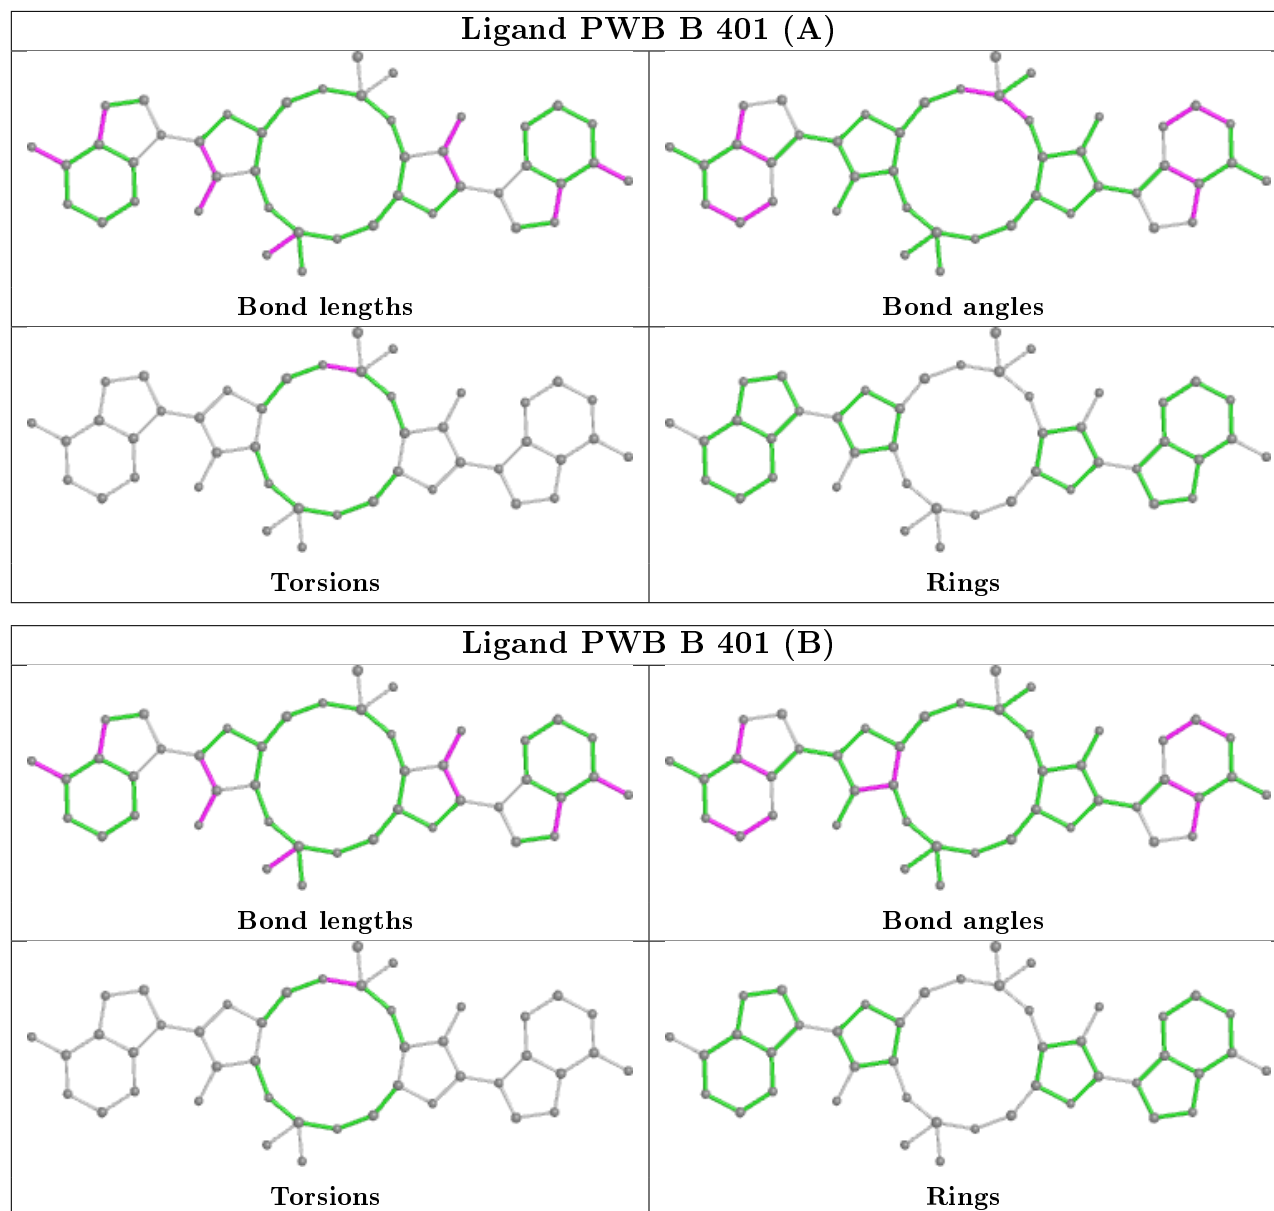 Ligand PWB B 401 (A)
Bond lengths
Bond angles
Torsions
Rings
Ligand PWB B 401 (B)
Bond lengths
Bond angles
Torsions
Rings